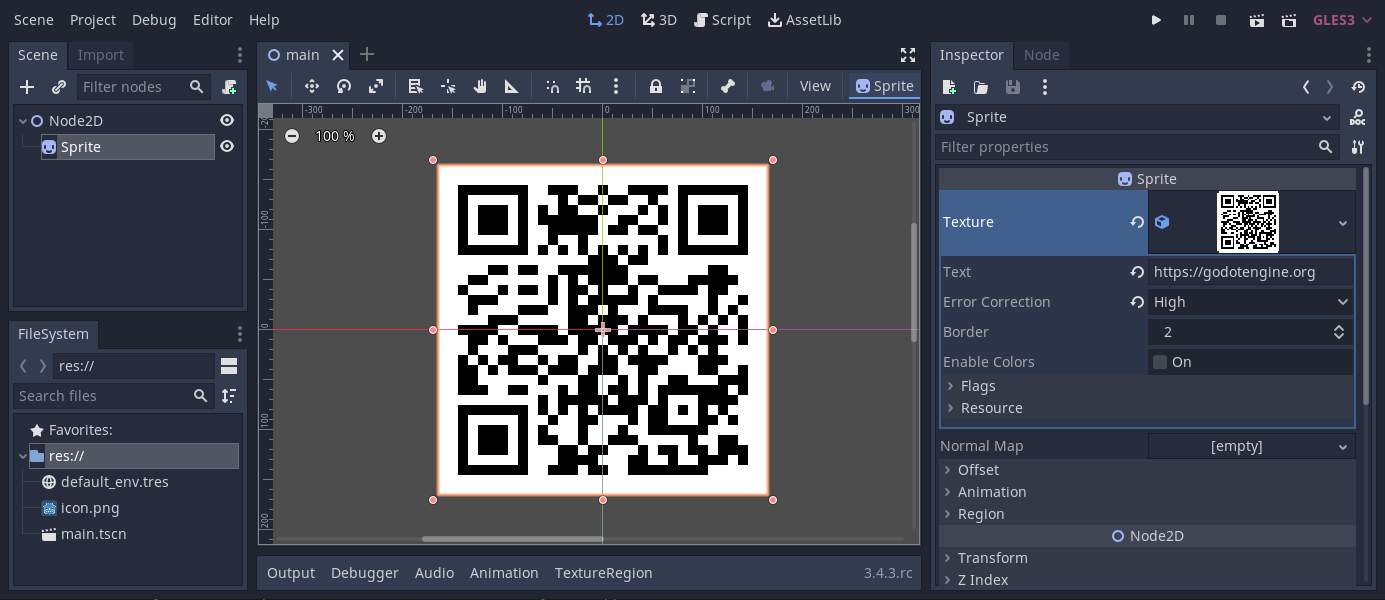 Scene Project Debug Editor Help
2D 3D Script AssetLib
GLES3
Scene Import
Filter nodes
Node2D
Sprite
FileSystem
res://
Search files
Favorites:
res://
default_env.tres
icon.png
main.tscn
main
View Sprite
-300 -200 -100 0 100 200 300
100 %
-100
0
100
200
Output Debugger Audio Animation TextureRegion 3.4.3.rc
Inspector Node
Sprite
Filter properties
Sprite
Texture
Text https://godotengine.org
Error Correction High
Border 2
Enable Colors On
Flags
Resource
Normal Map [empty]
Offset
Animation
Region
Node2D
Transform
Z Index